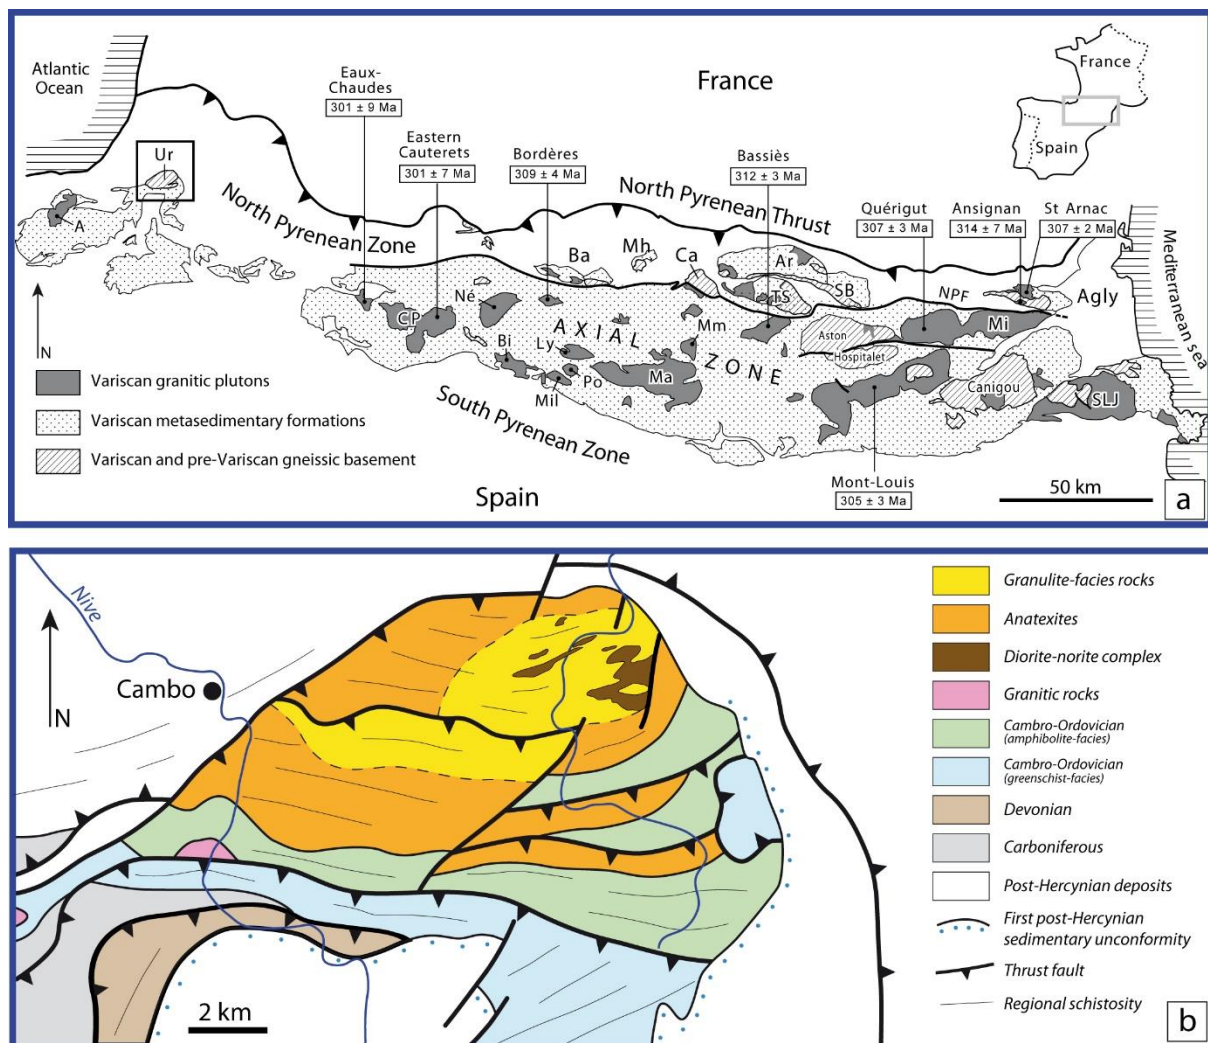 Atlantic
Ocean
Eaux-
Chaudes
301 ± 9 Ma
Eastern
Cauterets
301 ± 7 Ma
Bordères
309 ± 4 Ma
France
Bassiès
312 ± 3 Ma
Quérigut
307 ± 3 Ma
Ansignan
314 ± 7 Ma
St Arnac
307 ± 2 Ma
France
Spain
Ur
A
North Pyrenean Zone
North Pyrenean Thrust
Ba
Mh
Ca
Ar
SB
TS
NPF
Agly
Mediterranean sea
CP
Né
Bi
Ly
Mil
Po
Mm
Ma
AXIAL
ZONE
Aston
Hospitalet
Mi
Canigou
SLJ
South Pyrenean Zone
Mont-Louis
305 ± 3 Ma
N
Variscan granitic plutons
Variscan metasedimentary formations
Variscan and pre-Variscan gneissic basement
Spain
50 km
a
Nive
Cambo
N
2 km
Granulite-facies rocks
Anatexites
Diorite-norite complex
Granitic rocks
Cambro-Ordovician
(amphibolite-facies)
Cambro-Ordovician
(greenschist-facies)
Devonian
Carboniferous
Post-Hercynian deposits
First post-Hercynian
sedimentary unconformity
Thrust fault
Regional schistosity
b